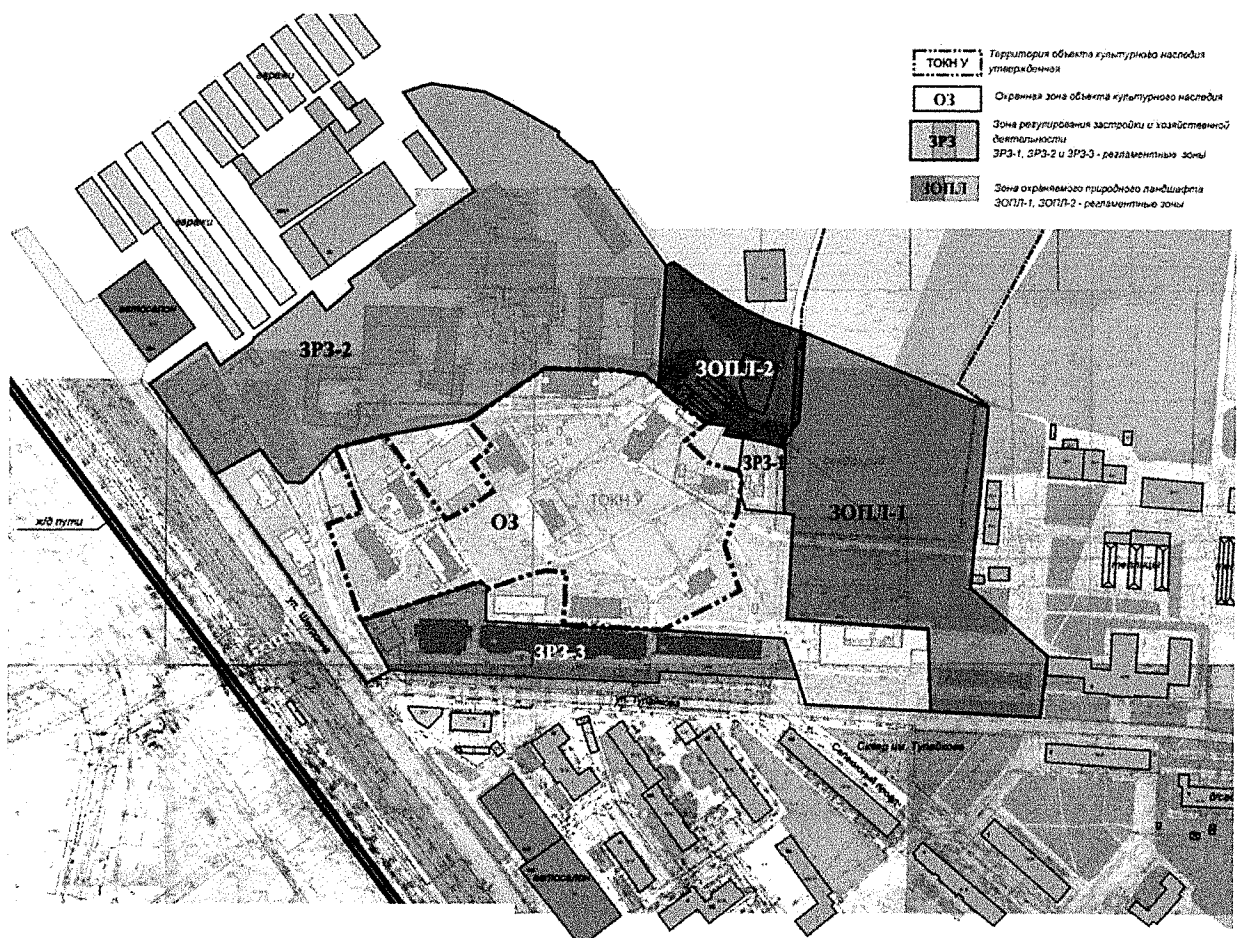 ТОКН У
Территория объекта культурного наследия
утвержденная
ОЗ
Охранная зона объекта культурного наследия
ЗРЗ
Зона регулирования застройки и хозяйственной
деятельности
ЗРЗ-1, ЗРЗ-2 и ЗРЗ-3 - регламентные зоны
ЗОПЛ
Зона охраняемого природного ландшафта
ЗОПЛ-1, ЗОПЛ-2 - регламентные зоны
гаражи
гаражи
автосалон
ЗРЗ-2
ЗОПЛ-2
ЗРЗ-1
ТОКН У
ОЗ
ЗОПЛ-1
ж/д пути
теплицы
ЗРЗ-3
Сквер им.
автосалон